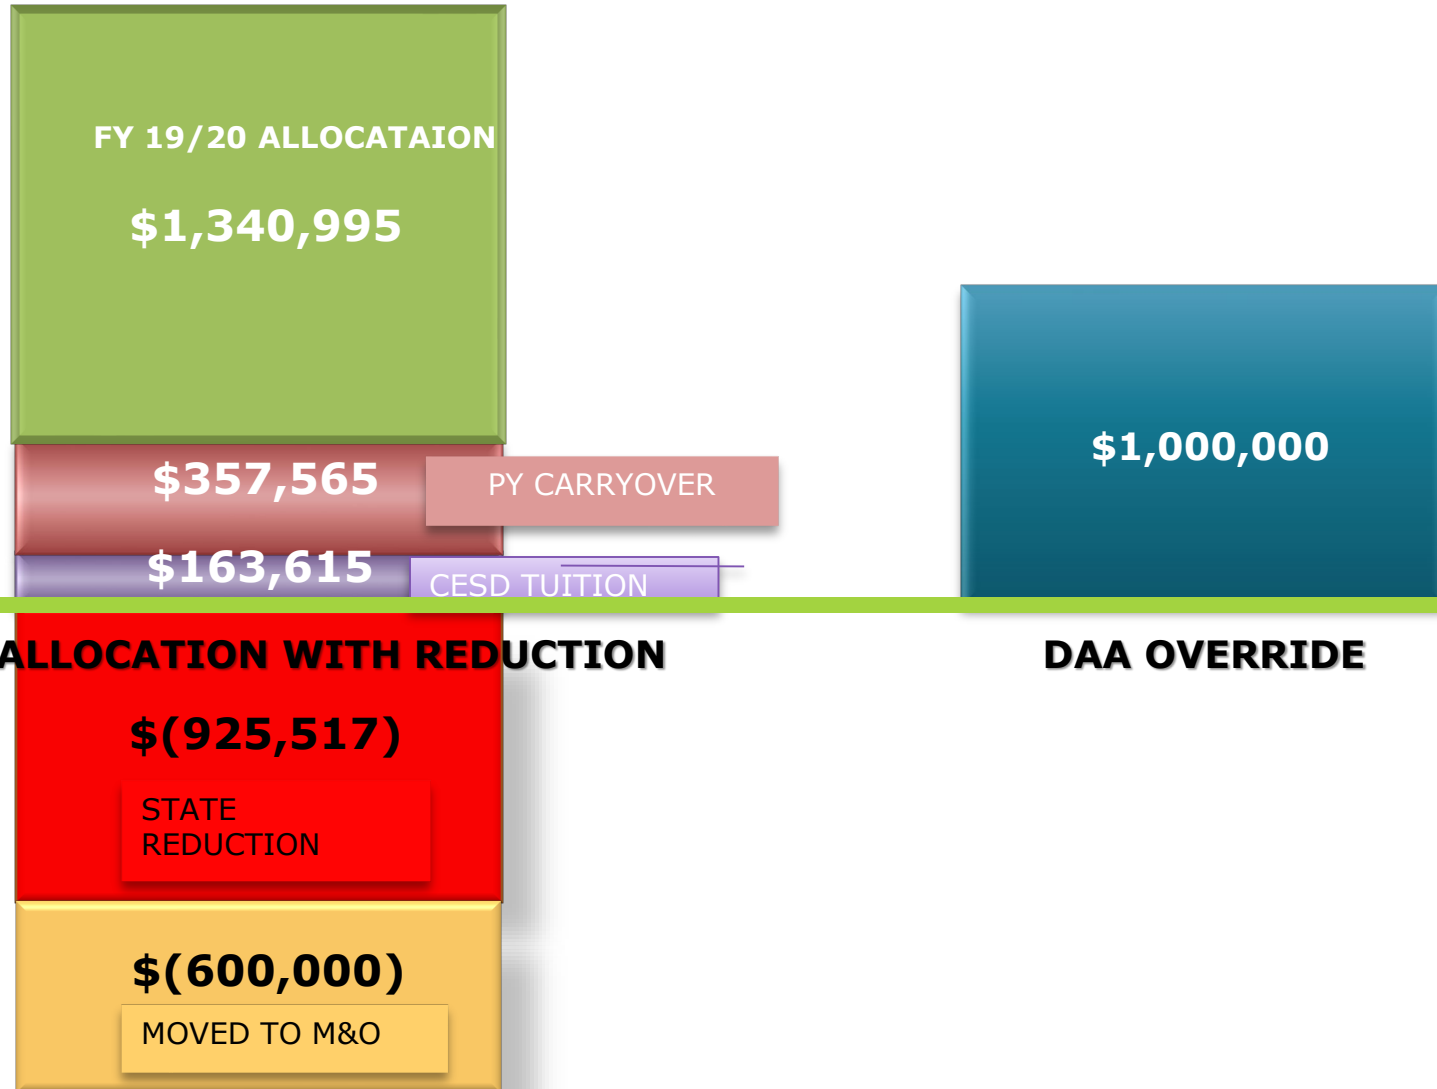 FY 19/20 ALLOCATAION
$1,340,995
$357,565
PY CARRYOVER
$1,000,000
$163,615
CESD TUITION
ALLOCATION WITH REDUCTION
DAA OVERRIDE
$(925,517)
STATE
REDUCTION
$(600,000)
MOVED TO M&O